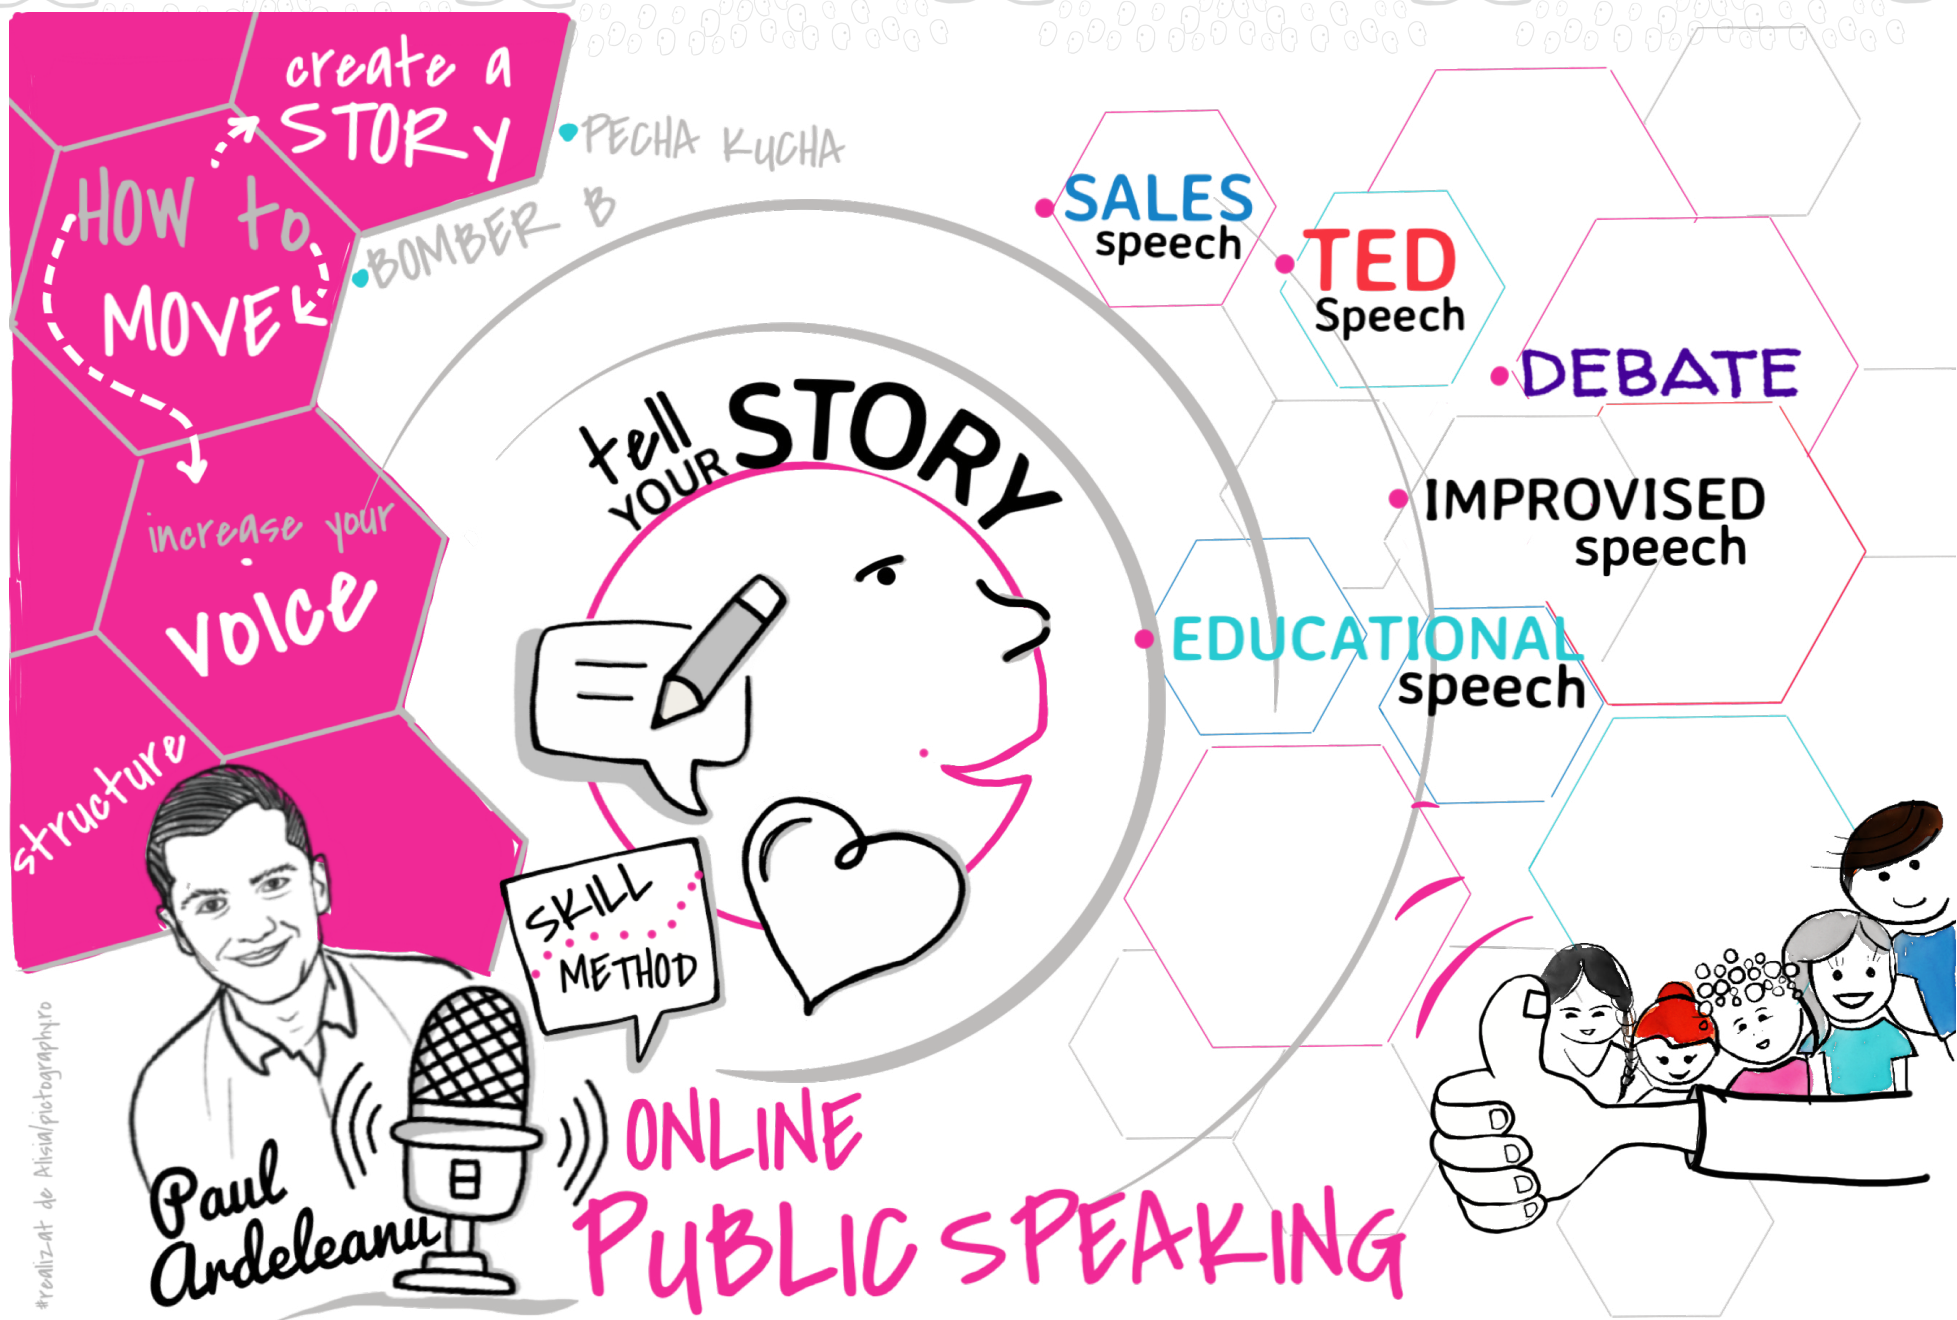 create a
STORY
HOW to
MOVE
increase your
VOICE
structure
PECHA KUCHA
BOMBER B
tell
YOUR
STORY
SKILL
METHOD
SALES
speech
TED
Speech
DEBATE
IMPROVISED
speech
EDUCATIONAL
speech
Paul
Ardeleanu
ONLINE
PUBLIC SPEAKING
#realizat de Alisia/pictography.ro